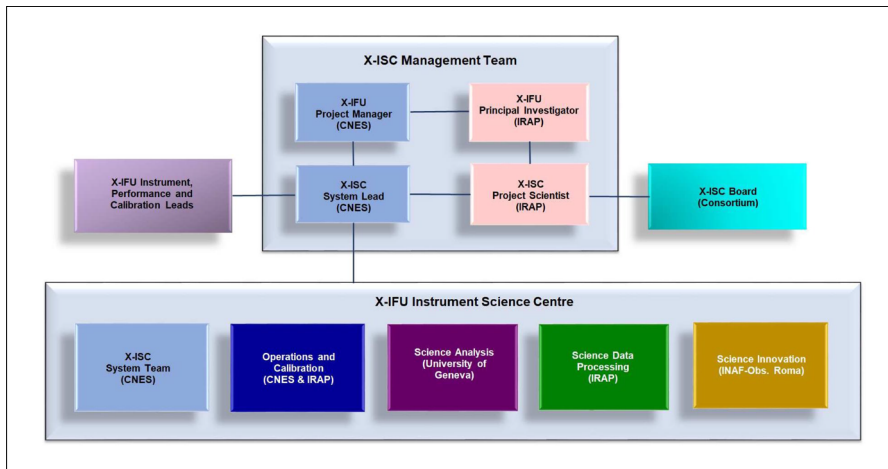 X-ISC Management Team
X-IFU
Project Manager
(CNES)
X-IFU
Principal Investigator
(IRAP)
X-IFU Instrument,
Performance and
Calibration Leads
X-ISC
System Lead
(CNES)
X-ISC
Project Scientist
(IRAP)
X-ISC Board
(Consortium)
X-IFU Instrument Science Centre
X-ISC
System Team
(CNES)
Operations and
Calibration
(CNES & IRAP)
Science Analysis
(University of
Geneva)
Science Data
Processing
(IRAP)
Science Innovation
(INAF-Obs. Roma)